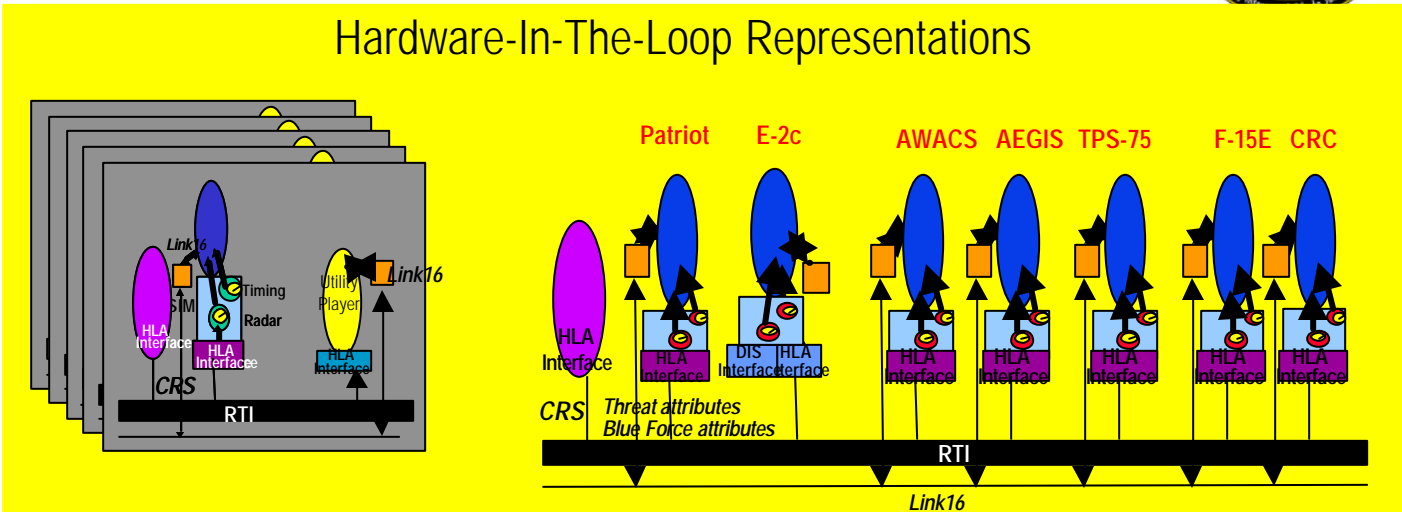 Hardware-In-The-Loop Representations
Link16
SIM
HLA
Interface
Timing
Radar
HLA
Interface
Utility
Player
Link16
HLA
Interface
CRS
RTI
Patriot
E-2c
AWACS
AEGIS
TPS-75
F-15E
CRC
HLA
Interface
HLA
Interface
DIS
Interface
HLA
Interface
HLA
Interface
HLA
Interface
HLA
Interface
HLA
Interface
HLA
Interface
CRS
Threat attributes
Blue Force attributes
RTI
Link16